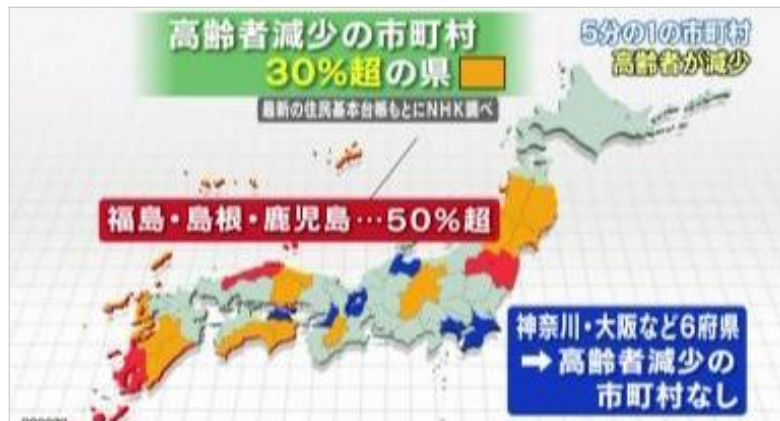 高齢者減少の市町村
30%超の県
最新の住民基本台帳もとにNHK調べ
5分の1の市町村
高齢者が減少
福島・島根・鹿児島…50%超
神奈川・大阪など6府県
➡高齢者減少の
市町村なし